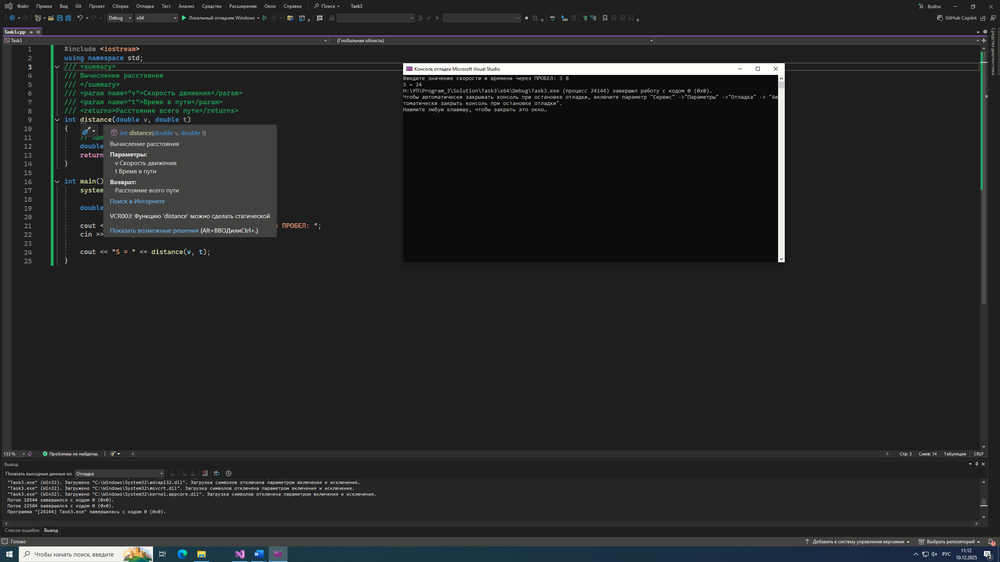 Файл Правка Вид Git Проект Сборка Отладка Тест Анализ Средства Расширения Окно Справка Поиск Task3 Войти
Debug x64 Локальный отладчик Windows GitHub Copilot
Task3.cpp
Task3 (Глобальная область)
Средства диагностики
1 #include <iostream>
2 using namespace std;
3 /// <summary>
4 /// Вычисление расстояния
5 /// </summary>
6 /// <param name="v">Скорость движения</param>
7 /// <param name="t">Время в пути</param>
8 /// <returns>Расстояние всего пути</returns>
9 int distance(double v, double t)
10 {
11 //
12 double
13 return
14 }
15
16 int main()
17 system
18
19 double
20
21 cout < ПРОБЕЛ: ";
22 cin >>
23
24 cout << "S = " << distance(v, t);
25 }
int distance(double v, double t)
Вычисление расстояния
Параметры:
v Скорость движения
t Время в пути
Возврат:
Расстояние всего пути
Поиск в Интернете
VCR003: Функцию 'distance' можно сделать статической
Показать возможные решения (Alt+ВВОДилиCtrl+.)
Консоль отладки Microsoft Visual Studio
Введите значение скорости и времени через ПРОБЕЛ: 3 8
S = 24
H:\УП\Program_3\Solution\Task3\x64\Debug\Task3.exe (процесс 24144) завершил работу с кодом 0 (0x0).
Чтобы автоматически закрывать консоль при остановке отладки, включите параметр "Сервис" ->"Параметры" ->"Отладка" -> "Ав
томатически закрыть консоль при остановке отладки".
Нажмите любую клавишу, чтобы закрыть это окно…
133 % Проблемы не найдены. Стр: 3 Симв: 14 Табуляция CRLF
Вывод
Показать выходные данные из: Отладка
"Task3.exe" (Win32). Загружено "C:\Windows\System32\advapi32.dll". Загрузка символов отключена параметром включения и исключения.
"Task3.exe" (Win32). Загружено "C:\Windows\System32\msvcrt.dll". Загрузка символов отключена параметром включения и исключения.
"Task3.exe" (Win32). Загружено "C:\Windows\System32\kernel.appcore.dll". Загрузка символов отключена параметром включения и исключения.
Поток 18544 завершился с кодом 0 (0x0).
Поток 22584 завершился с кодом 0 (0x0).
Программа "[24144] Task3.exe" завершилась с кодом 0 (0x0).
Список ошибок Вывод
Готово Добавить в систему управления версиями Выбрать репозиторий 1
Чтобы начать поиск, введите РУС 11:12
10.12.2025 2